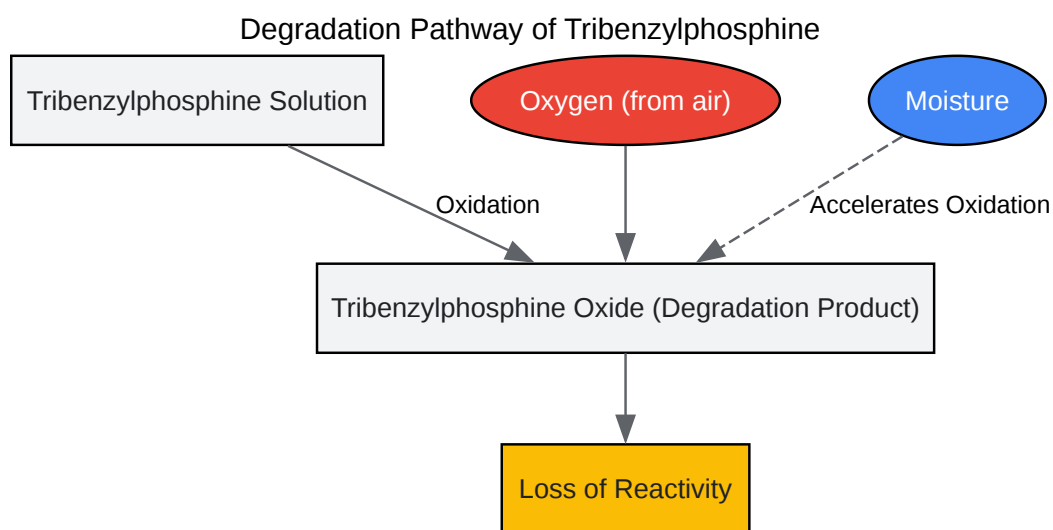 Degradation Pathway of Tribenzylphosphine
Tribenzylphosphine Solution
Oxygen (from air)
Moisture
Oxidation
Accelerates Oxidation
Tribenzylphosphine Oxide (Degradation Product)
Loss of Reactivity